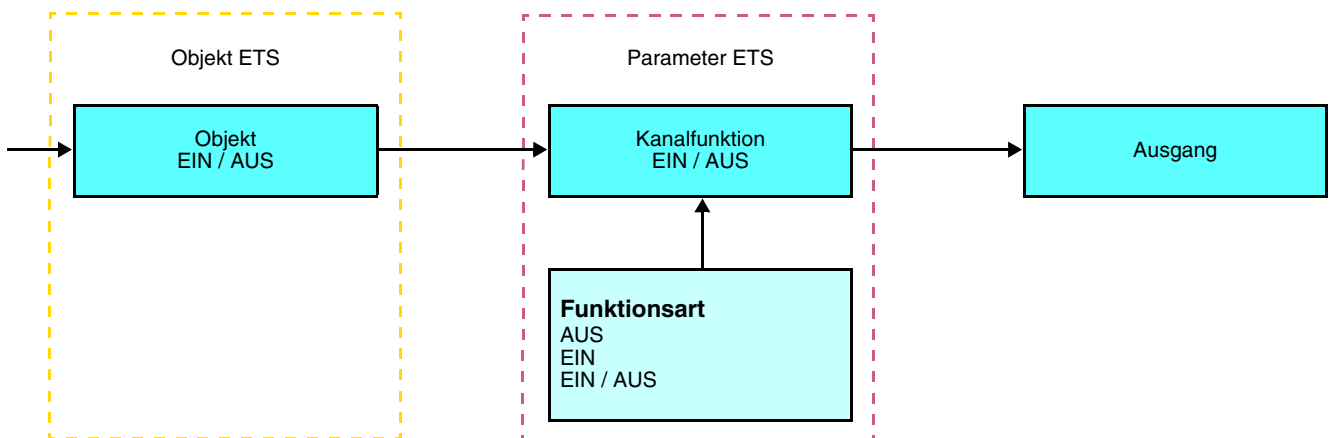 Objekt ETS
Parameter ETS
Objekt
EIN / AUS
Kanalfunktion
EIN / AUS
Ausgang
Funktionsart
AUS
EIN
EIN / AUS